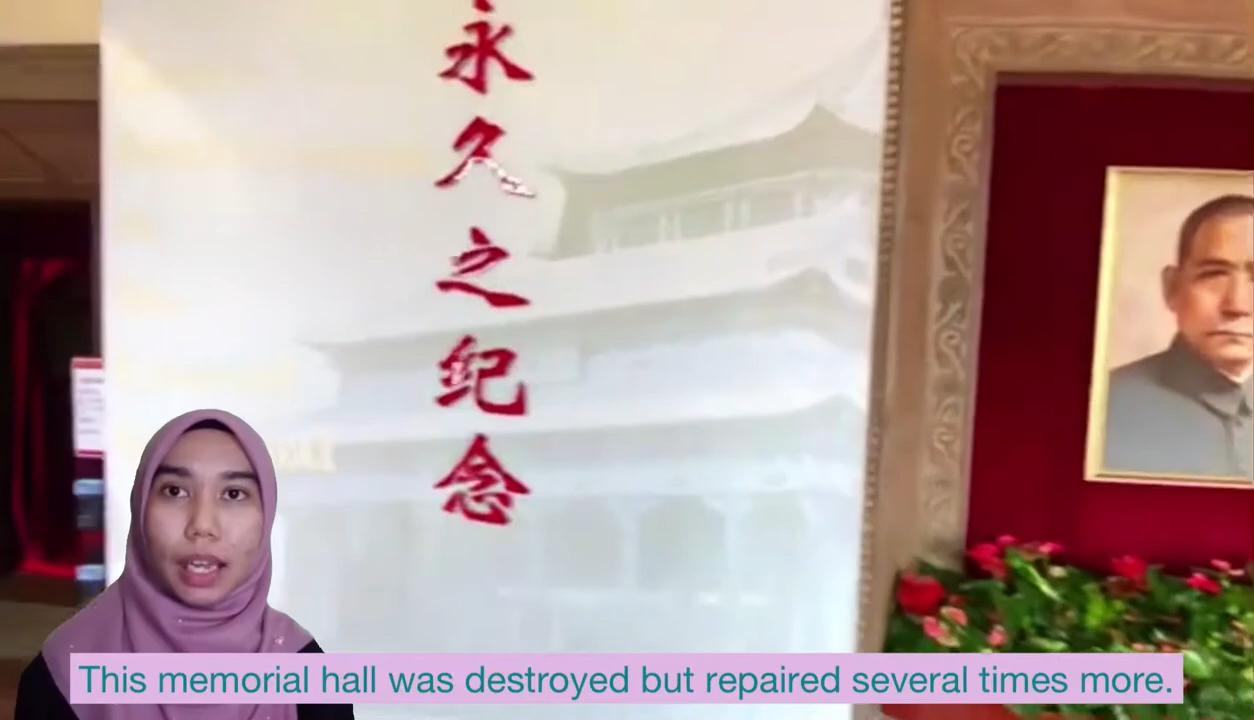 永久之纪念
This memorial hall was destroyed but repaired several times more.